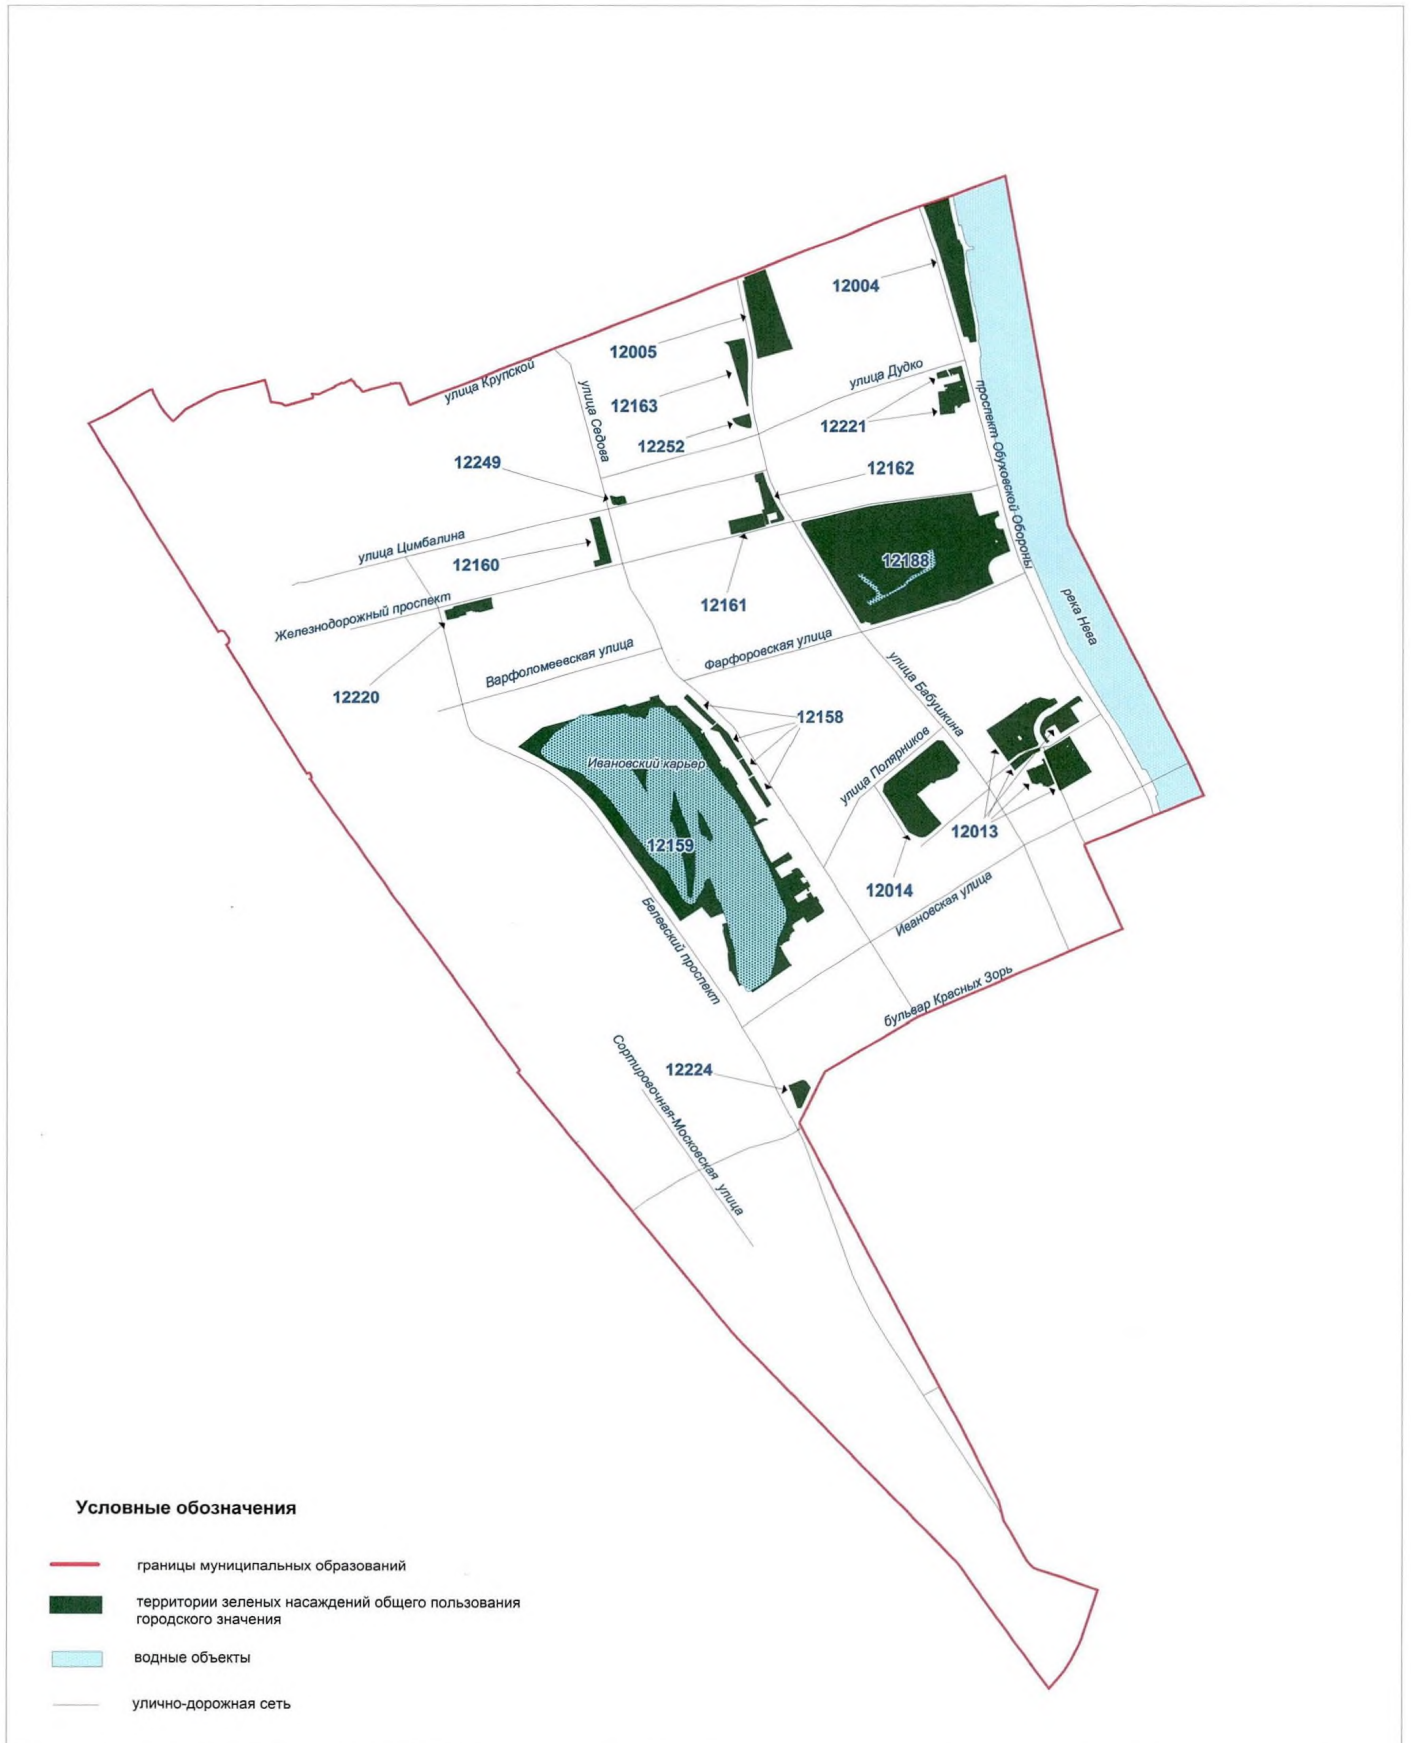 12004
12005
улица Дудко
улица Крупской
12163
улица Седова
12221
проспект Обуховской Обороны
12252
12249
12162
улица Цимбалина
12160
12188
12161
Железнодорожный проспект
река Нева
Фарфоровская улица
Варфоломеевская улица
12220
улица Бабушкина
12158
Ивановский карьер
улица Полярников
12013
12159
12014
Ивановская улица
Белевский проспект
бульвар Красных Зорь
12224
Сортировочная-Московская улица
Условные обозначения
границы муниципальных образований
территории зеленых насаждений общего пользования
городского значения
водные объекты
улично-дорожная сеть